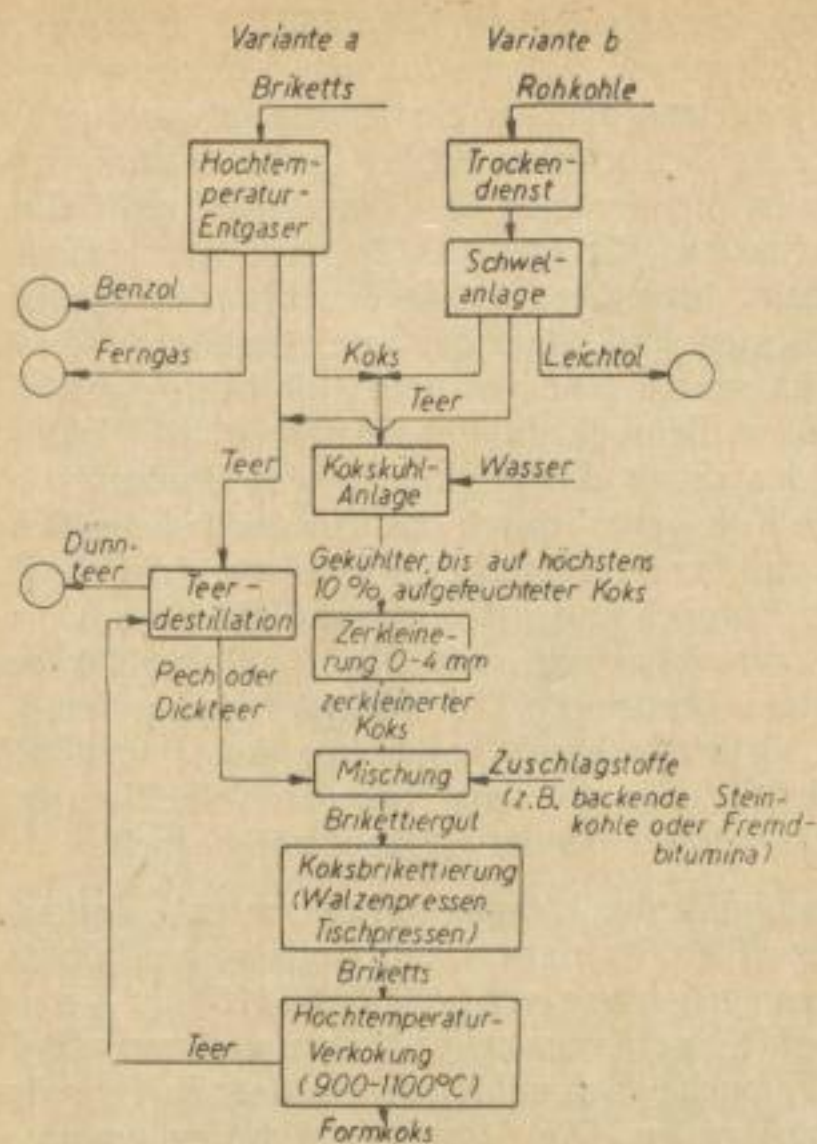 Variante a
Variante b
Briketts
Rohkohle
Hochtem-
peratur-
Entgaser
Trocken-
dienst
Schwel-
anlage
Benzol
Ferngas
Koks
Leichtol
Teer
Teer
Kokskühl-
Anlage
Wasser
Dünn-
teer
Gekühlter, bis auf höchstens
10 %, aufgefeuchteter Koks
Teer-
destillation
Zerkleine-
rung 0-4 mm
Pech oder
Dickteer
zerkleinerter
Koks
Mischung
Zuschlagstoffe
(z.B. backende Stein-
kohle oder Fremd-
bitumina)
Brikettiergut
Koksbrikettierung
(Walzenpressen
Tischpressen)
Briketts
Hochtemperatur-
Verkokung
(900-1100°C)
Teer
Formkoks